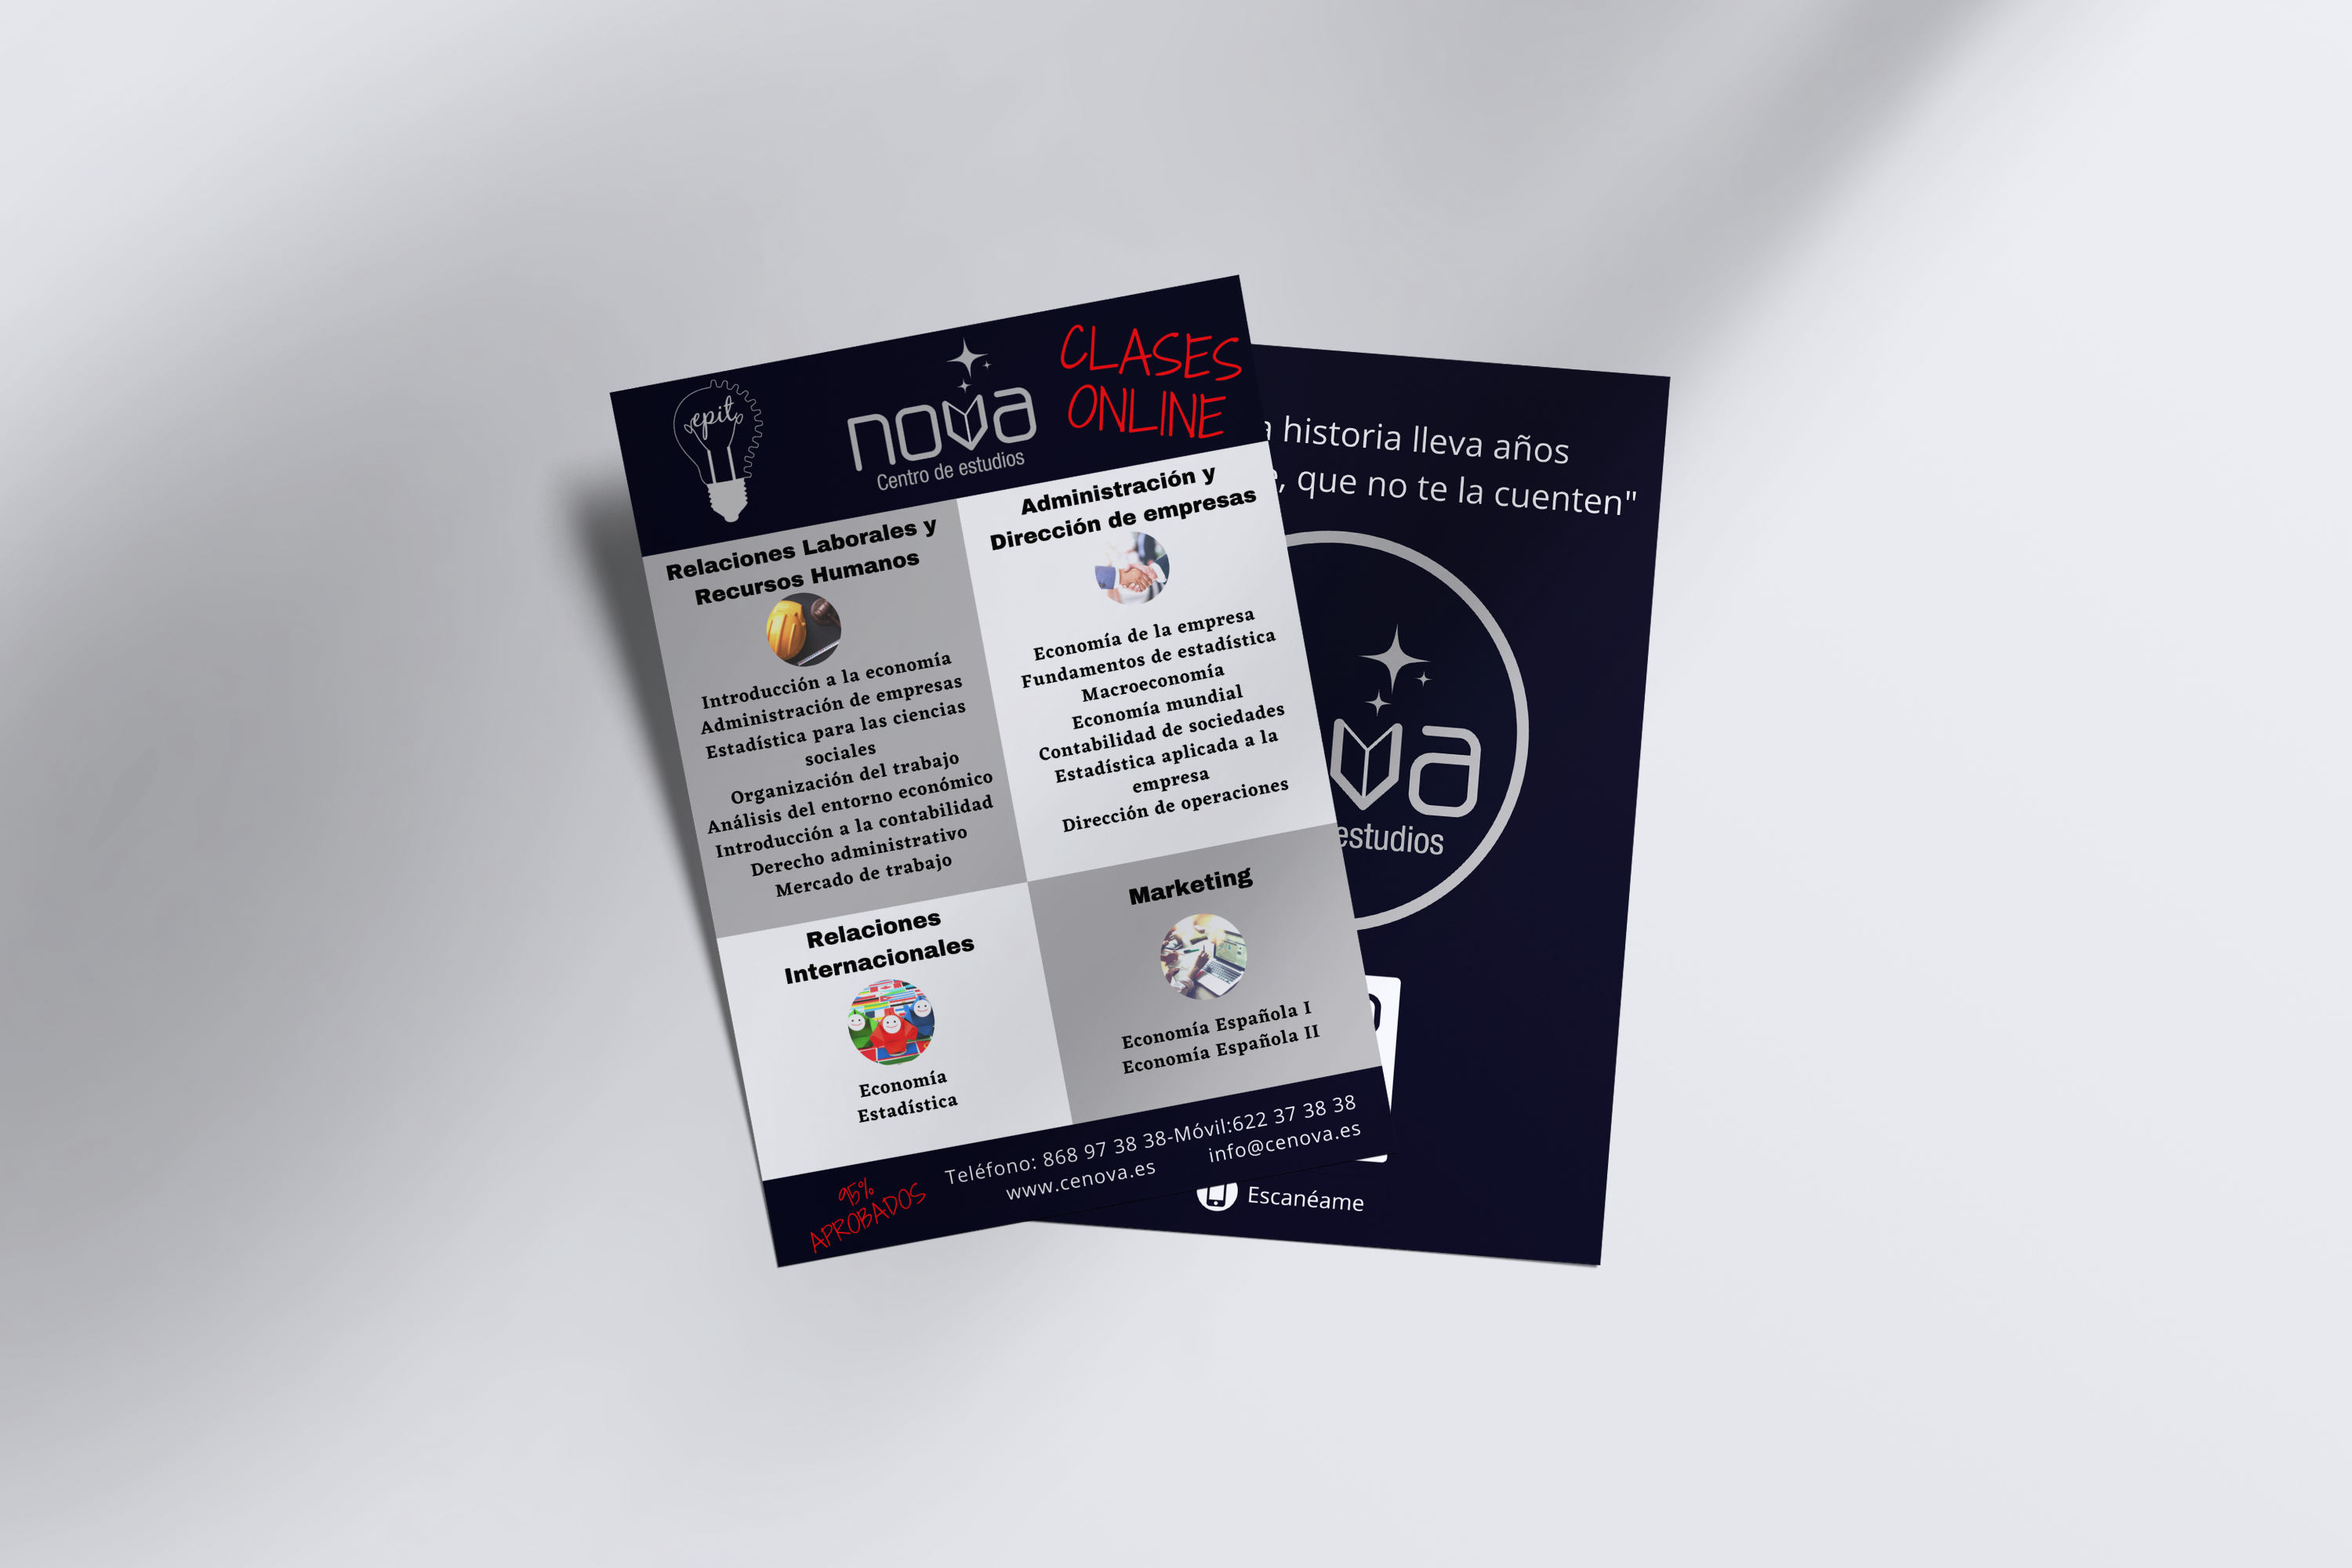 epit
nova
Centro de estudios
CLASES
ONLINE
Relaciones Laborales y
Recursos Humanos
Introducción a la economía
Administración de empresas
Estadística para las ciencias
sociales
Organización del trabajo
Análisis del entorno económico
Introducción a la contabilidad
Derecho administrativo
Mercado de trabajo
Administración y
Dirección de empresas
Economía de la empresa
Fundamentos de estadística
Macroeconomía
Economía mundial
Contabilidad de sociedades
Estadística aplicada a la
empresa
Dirección de operaciones
Relaciones
Internacionales
Economía
Estadística
Marketing
Economía Española I
Economía Española II
95%
APROBADOS
Teléfono: 868 97 38 38-Móvil:622 37 38 38
www.cenova.es info@cenova.es
historia lleva años
, que no te la cuenten"
va
estudios
Escanéame